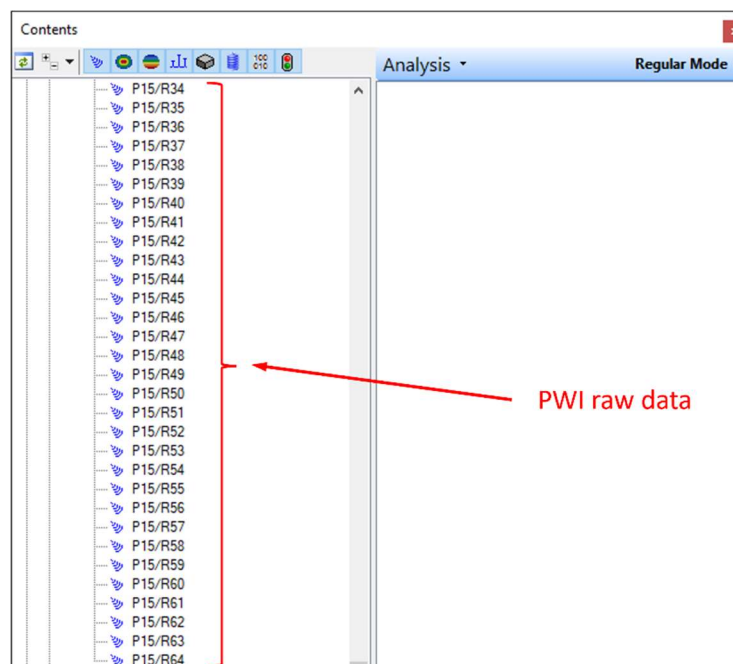 Contents
100
010
Analysis
Regular Mode
P15/R34
P15/R35
P15/R36
P15/R37
P15/R38
P15/R39
P15/R40
P15/R41
P15/R42
P15/R43
P15/R44
P15/R45
P15/R46
P15/R47
P15/R48
P15/R49
P15/R50
PWI raw data
P15/R51
P15/R52
P15/R53
P15/R54
P15/R55
P15/R56
P15/R57
P15/R58
P15/R59
P15/R60
P15/R61
P15/R62
P15/R63
P15/R64